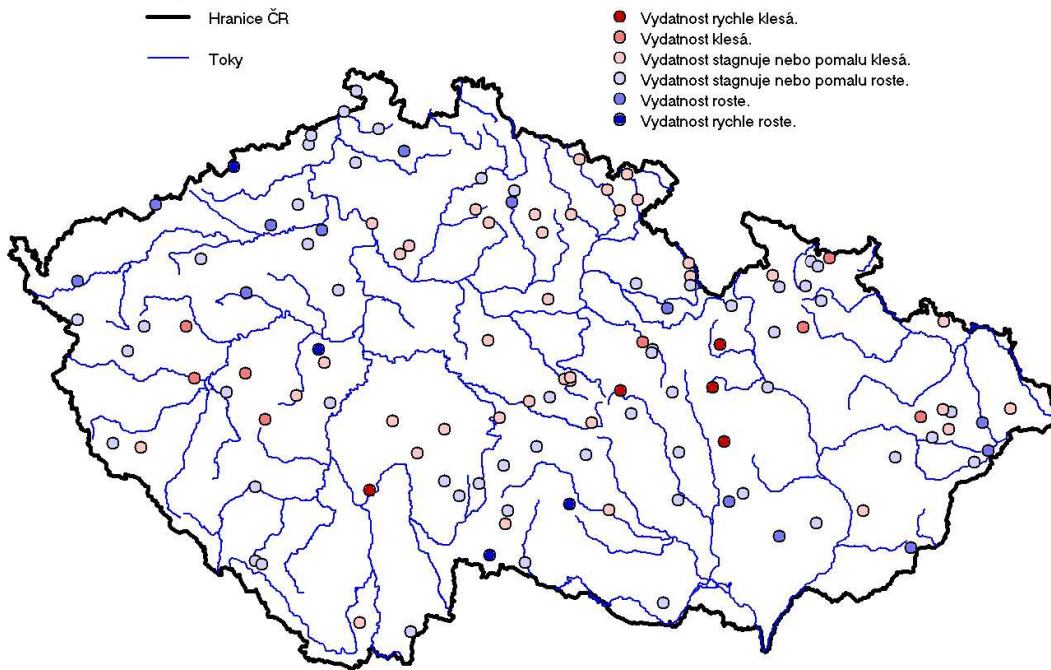 Hranice ČR
Toky
Vydatnost rychle klesá.
Vydatnost klesá.
Vydatnost stagnuje nebo pomalu klesá.
Vydatnost stagnuje nebo pomalu roste.
Vydatnost roste.
Vydatnost rychle roste.